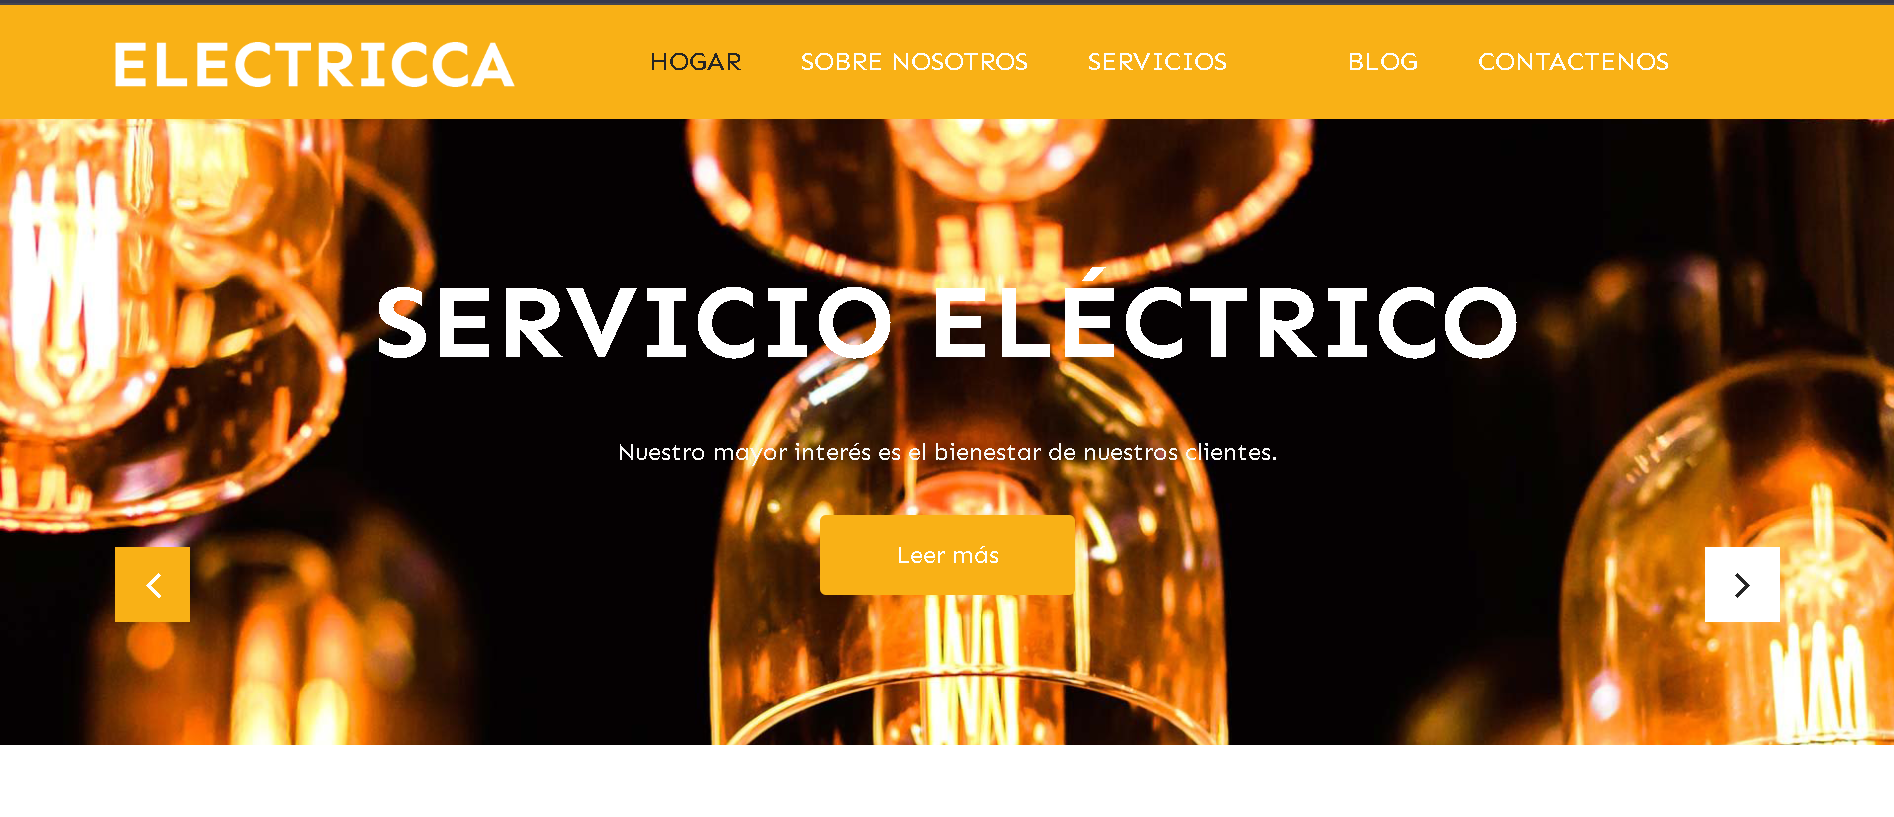 ELECTRICCA
HOGAR SOBRE NOSOTROS SERVICIOS BLOG CONTACTENOS
SERVICIO ELÉCTRICO
Nuestro mayor interés es el bienestar de nuestros clientes.
Leer más